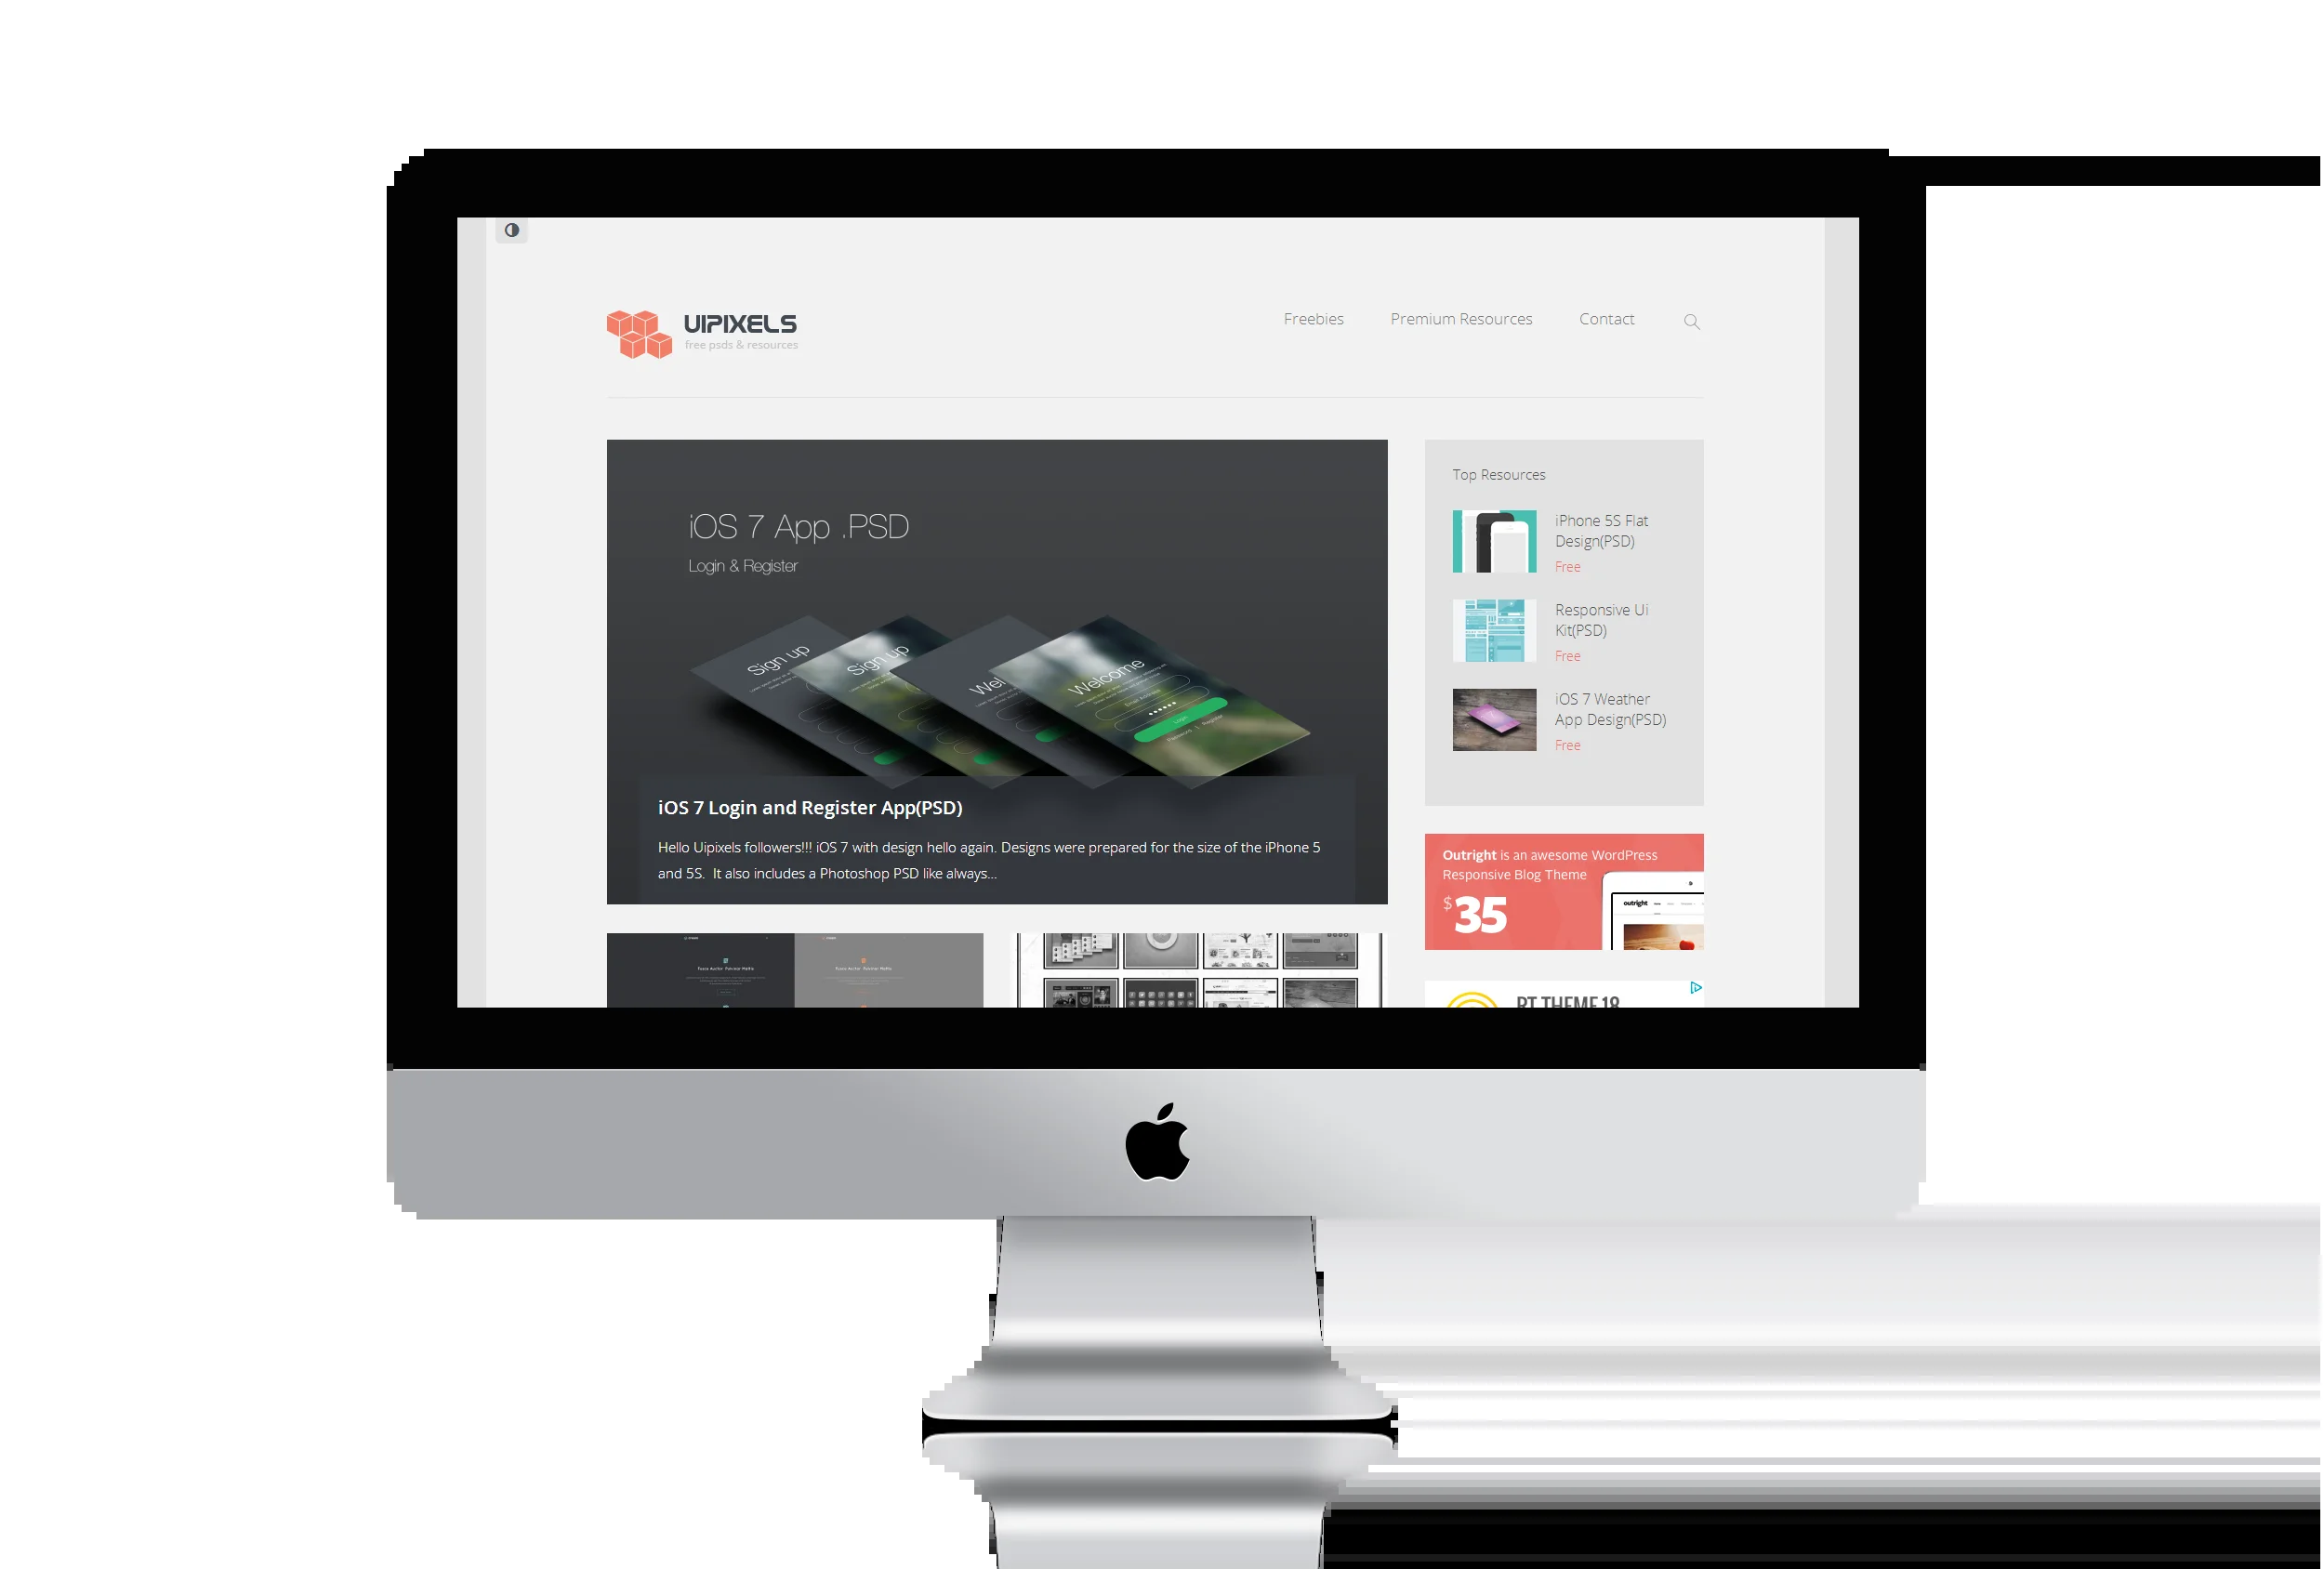 UIPIXELS
free psds & resources
Freebies
Premium Resources
Contact
iOS 7 App .PSD
Login & Register
Sign up
Sign up
Wel
Welcome
Login
Password | Register
iOS 7 Login and Register App(PSD)
Hello Uipixels followers!!! iOS 7 with design hello again. Designs were prepared for the size of the iPhone 5
and 5S.  It also includes a Photoshop PSD like always...
Top Resources
iPhone 5S Flat
Design(PSD)
Free
Responsive Ui
Kit(PSD)
Free
iOS 7 Weather
App Design(PSD)
Free
Outright is an awesome WordPress
Responsive Blog Theme
$35
outright
RT THEME 18